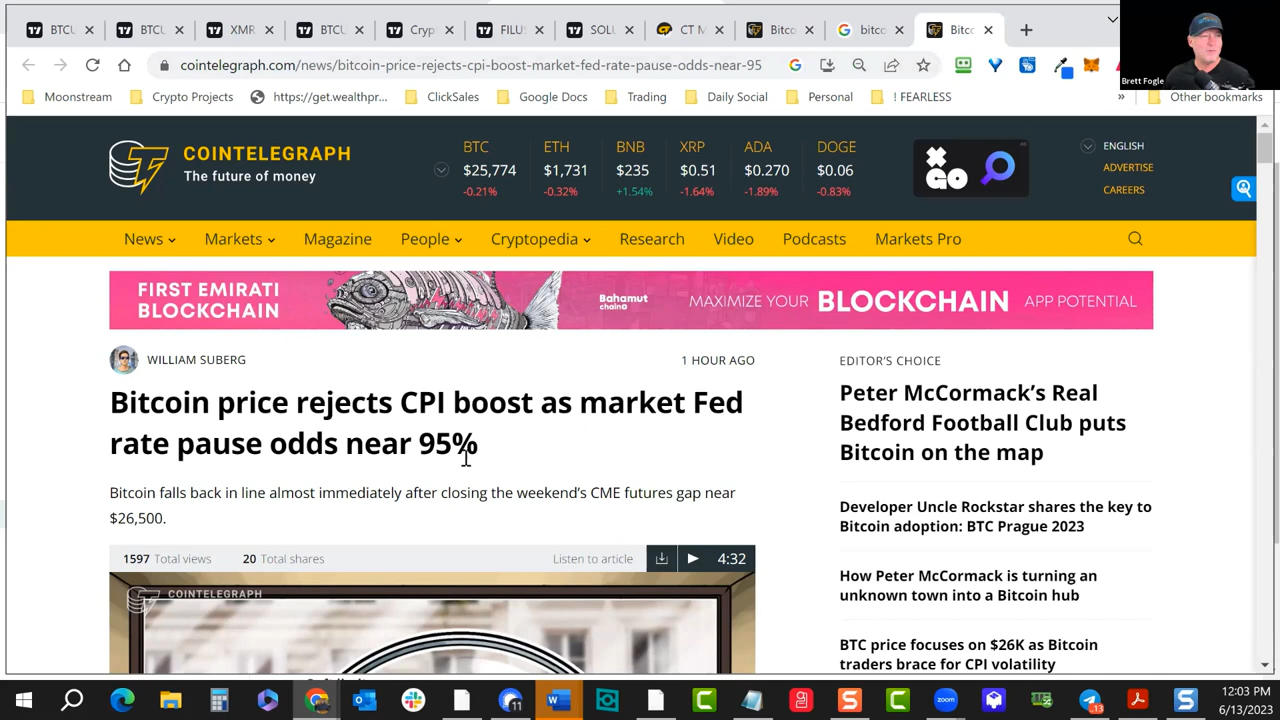 BTCU
BTCU
XMR
BTCU
Cryp
FILUS
SOLU
CT M
Bitco
bitco
Bitc
cointelegraph.com/news/bitcoin-price-rejects-cpi-boost-market-fed-rate-pause-odds-near-95
Brett Fogle
Moonstream
Crypto Projects
https://get.wealthpr...
ClickSales
Google Docs
Trading
Daily Social
Personal
! FEARLESS
»
Other bookmarks
COINTELEGRAPH
The future of money
BTC ETH BNB XRP ADA DOGE
$25,774 $1,731 $235 $0.51 $0.270 $0.06
-0.21% -0.32% +1.54% -1.64% -1.89% -0.83%
GO
ENGLISH
ADVERTISE
CAREERS
News Markets Magazine People Cryptopedia Research Video Podcasts Markets Pro
FIRST EMIRATI
BLOCKCHAIN
Bahamut
chain
MAXIMIZE YOUR BLOCKCHAIN APP POTENTIAL
WILLIAM SUBERG
1 HOUR AGO
Bitcoin price rejects CPI boost as market Fed
rate pause odds near 95%
Bitcoin falls back in line almost immediately after closing the weekend's CME futures gap near
$26,500.
1597 Total views 20 Total shares Listen to article 4:32
COINTELEGRAPH
EDITOR'S CHOICE
Peter McCormack's Real
Bedford Football Club puts
Bitcoin on the map
Developer Uncle Rockstar shares the key to
Bitcoin adoption: BTC Prague 2023
How Peter McCormack is turning an
unknown town into a Bitcoin hub
BTC price focuses on $26K as Bitcoin
traders brace for CPI volatility
11
13
12:03 PM
6/13/2023